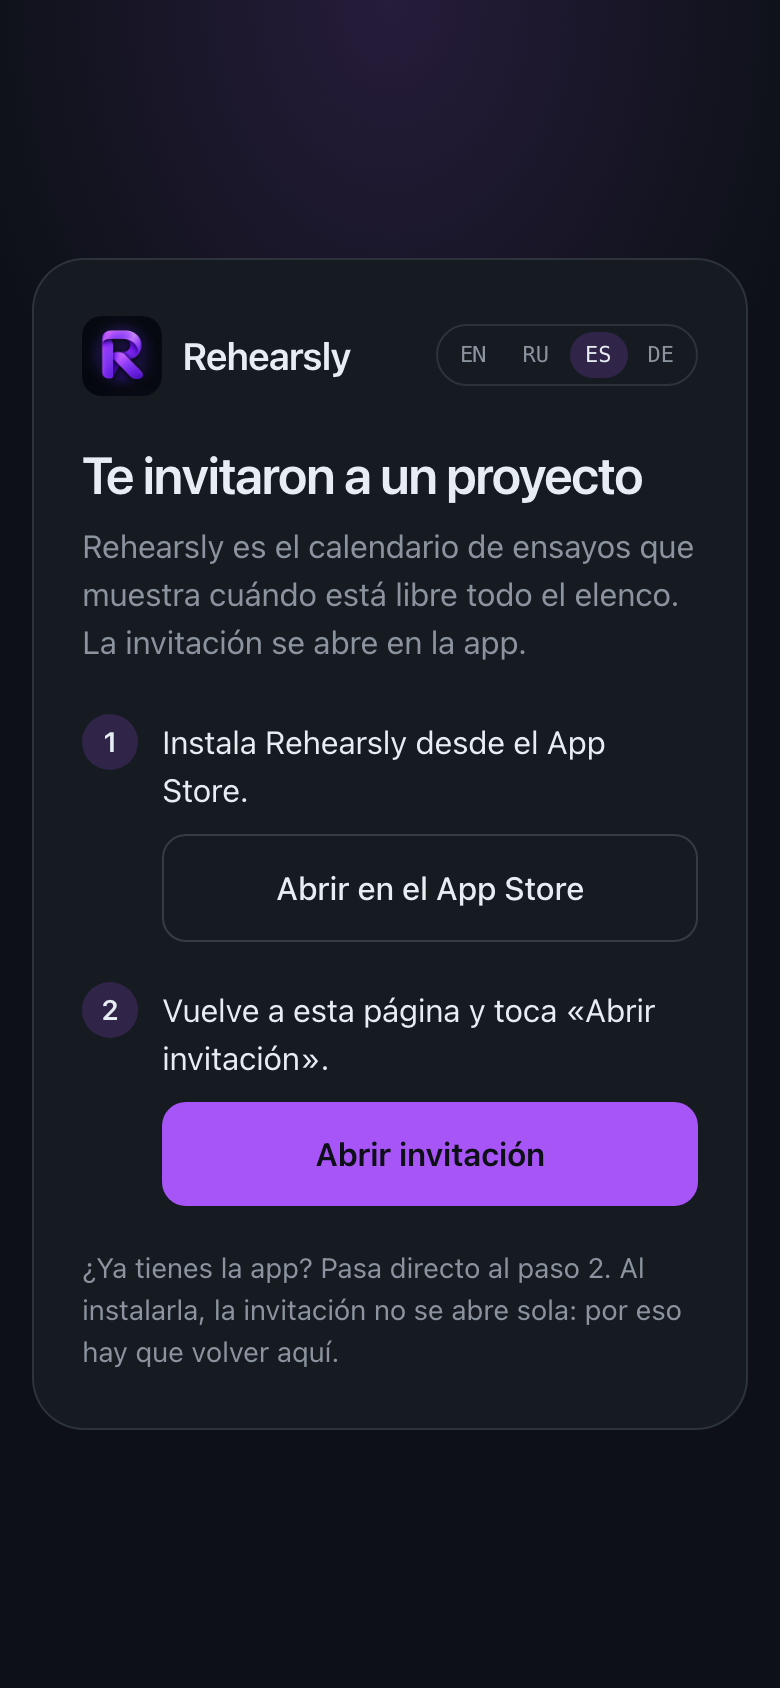 Rehearsly
EN RU ES DE
Te invitaron a un proyecto
Rehearsly es el calendario de ensayos que
muestra cuándo está libre todo el elenco.
La invitación se abre en la app.
1 Instala Rehearsly desde el App
Store.
Abrir en el App Store
2 Vuelve a esta página y toca «Abrir
invitación».
Abrir invitación
¿Ya tienes la app? Pasa directo al paso 2. Al
instalarla, la invitación no se abre sola: por eso
hay que volver aquí.